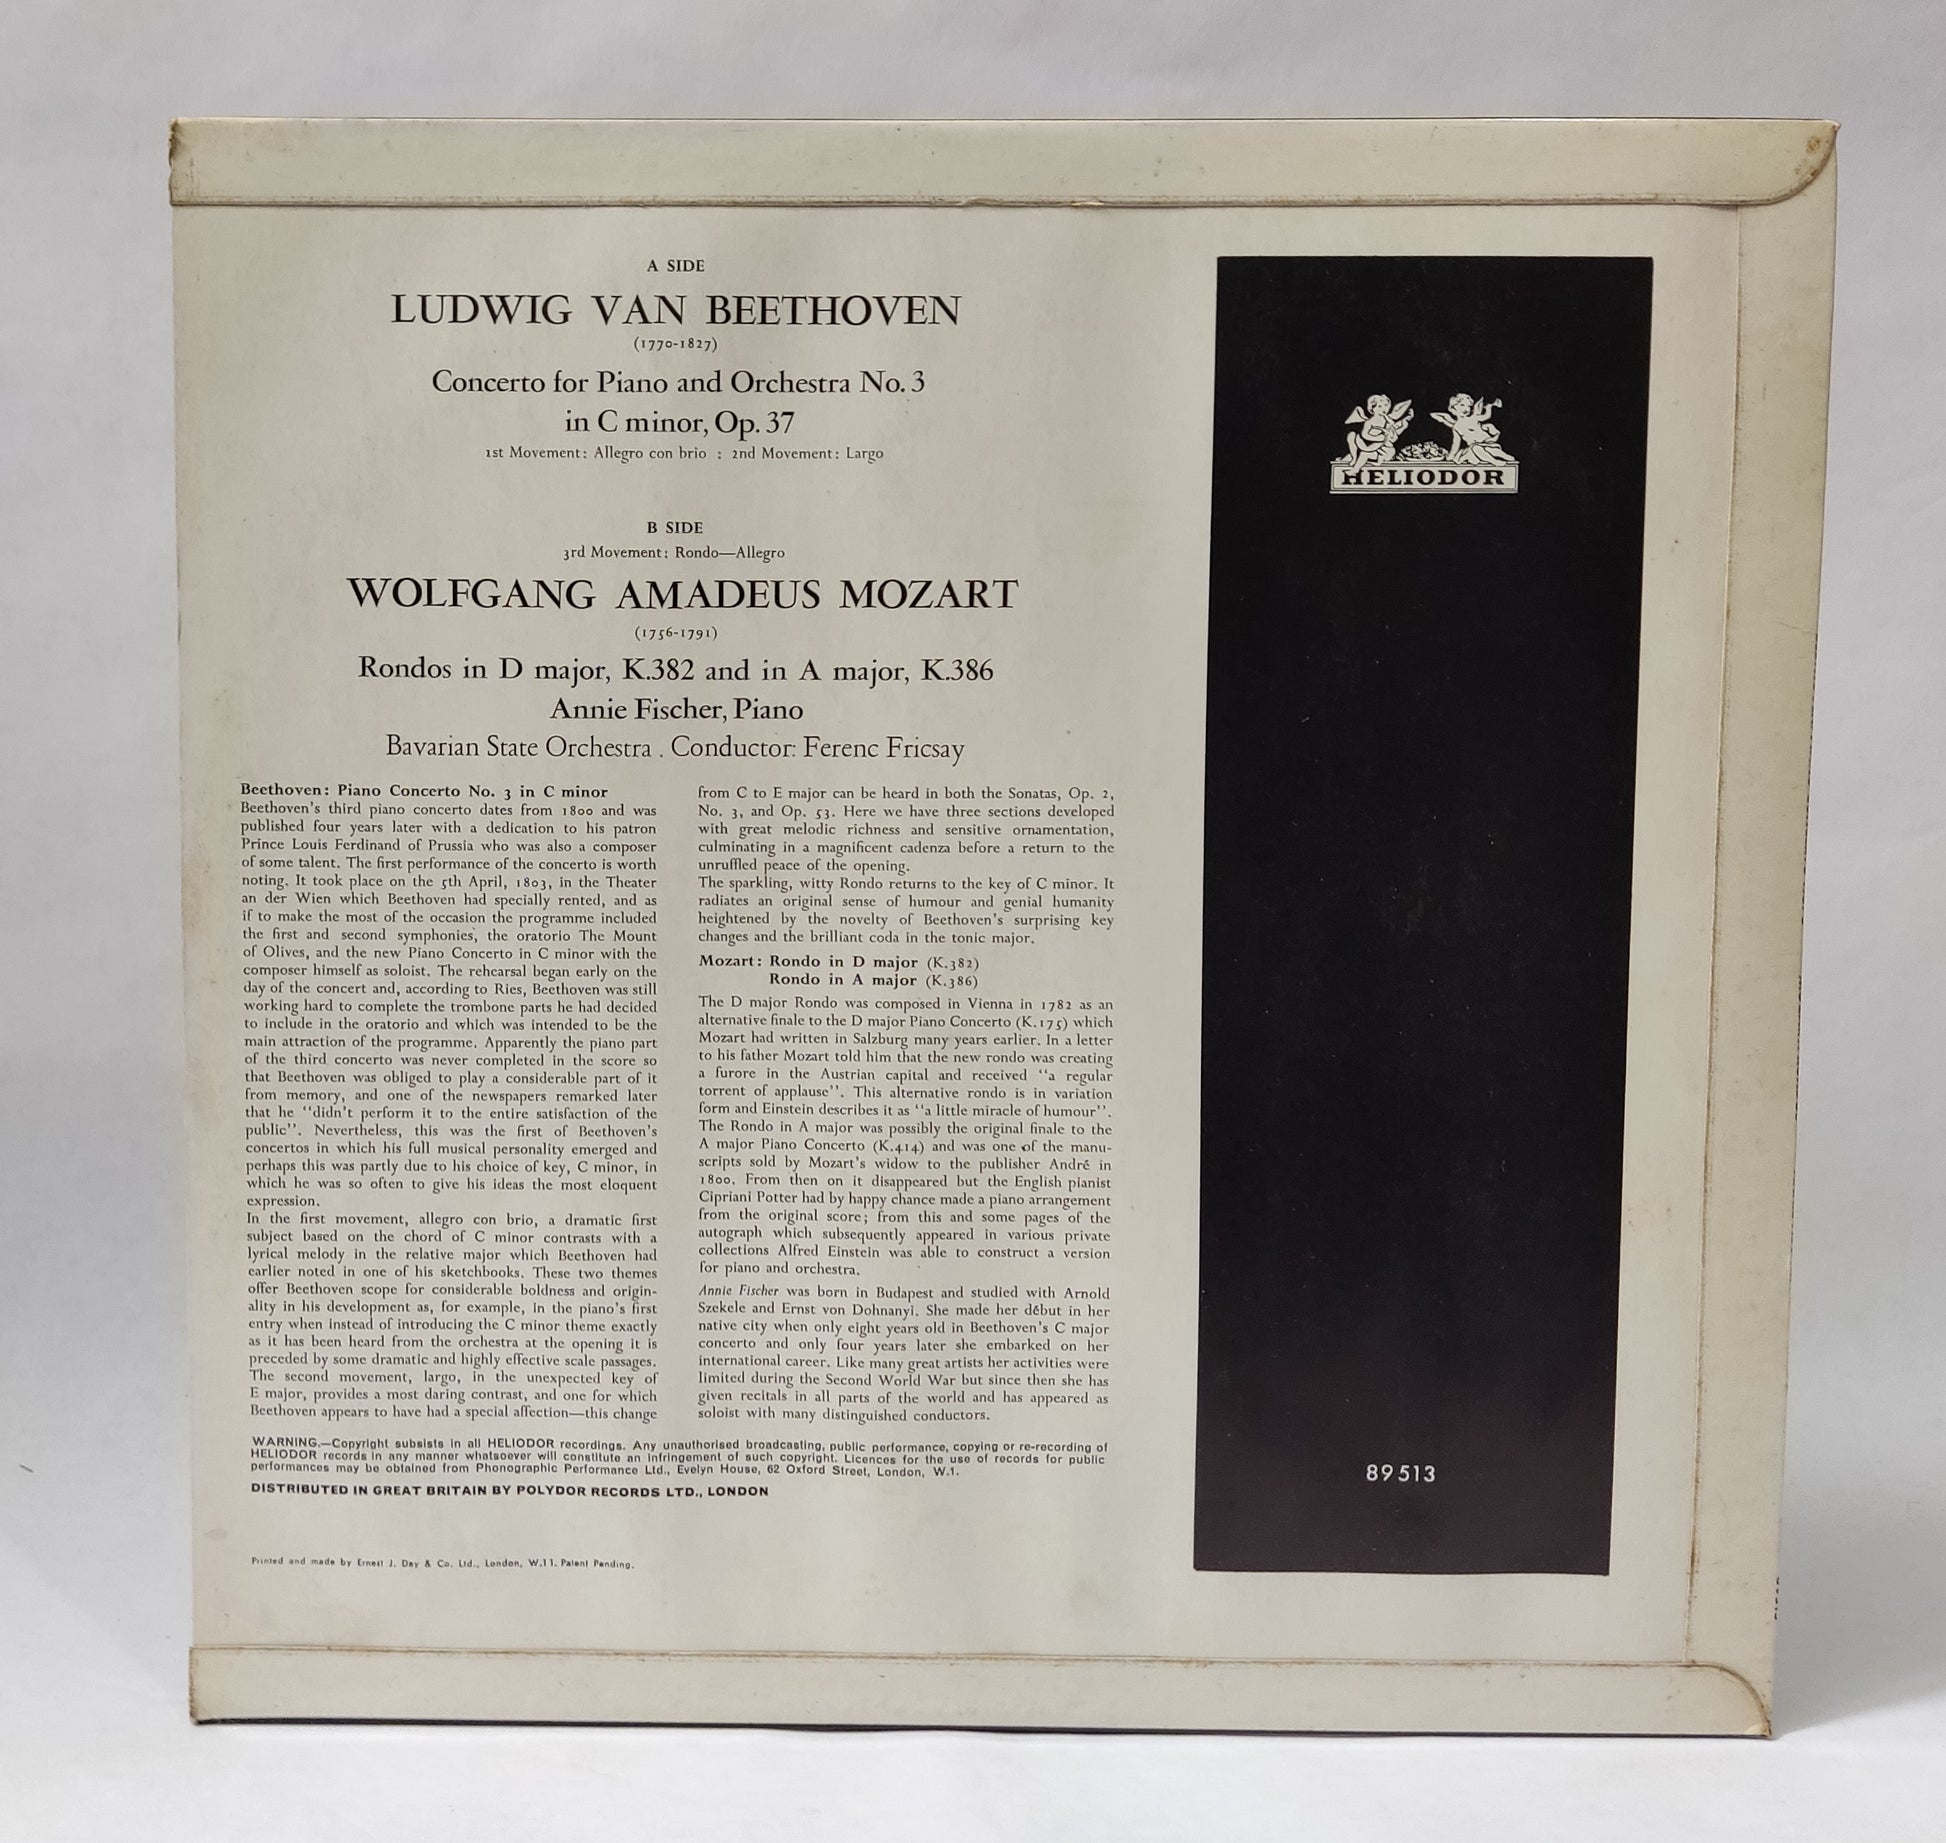 A SIDE
LUDWIG VAN BEETHOVEN
(1770-1827)
Concerto for Piano and Orchestra No. 3
in C minor, Op. 37
1st Movement: Allegro con brio : 2nd Movement: Largo
B SIDE
3rd Movement: Rondo—Allegro
WOLFGANG AMADEUS MOZART
(1756-1791)
Rondos in D major, K.382 and in A major, K.386
Annie Fischer, Piano
Bavarian State Orchestra . Conductor: Ferenc Fricsay
Beethoven: Piano Concerto No. 3 in C minor
Beethoven's third piano concerto dates from 1800 and was
published four years later with a dedication to his patron
Prince Louis Ferdinand of Prussia who was also a composer
of some talent. The first performance of the concerto is worth
noting. It took place on the 5th April, 1803, in the Theater
an der Wien which Beethoven had specially rented, and as
if to make the most of the occasion the programme included
the first and second symphonies, the oratorio The Mount
of Olives, and the new Piano Concerto in C minor with the
composer himself as soloist. The rehearsal began early on the
day of the concert and, according to Ries, Beethoven was still
working hard to complete the trombone parts he had decided
to include in the oratorio and which was intended to be the
main attraction of the programme. Apparently the piano part
of the third concerto was never completed in the score so
that Beethoven was obliged to play a considerable part of it
from memory, and one of the newspapers remarked later
that he "didn't perform it to the entire satisfaction of the
public". Nevertheless, this was the first of Beethoven's
concertos in which his full musical personality emerged and
perhaps this was partly due to his choice of key, C minor, in
which he was so often to give his ideas the most eloquent
expression.
In the first movement, allegro con brio, a dramatic first
subject based on the chord of C minor contrasts with a
lyrical melody in the relative major which Beethoven had
earlier noted in one of his sketchbooks. These two themes
offer Beethoven scope for considerable boldness and origin-
ality in his development as, for example, in the piano's first
entry when instead of introducing the C minor theme exactly
as it has been heard from the orchestra at the opening it is
preceded by some dramatic and highly effective scale passages.
The second movement, largo, in the unexpected key of
E major, provides a most daring contrast, and one for which
Beethoven appears to have had a special affection—this change
from C to E major can be heard in both the Sonatas, Op. 2,
No. 3, and Op. 53. Here we have three sections developed
with great melodic richness and sensitive ornamentation,
culminating in a magnificent cadenza before a return to the
unruffled peace of the opening.
The sparkling, witty Rondo returns to the key of C minor. It
radiates an original sense of humour and genial humanity
heightened by the novelty of Beethoven's surprising key
changes and the brilliant coda in the tonic major.
Mozart: Rondo in D major (K.382)
Rondo in A major (K.386)
The D major Rondo was composed in Vienna in 1782 as an
alternative finale to the D major Piano Concerto (K.175) which
Mozart had written in Salzburg many years earlier. In a letter
to his father Mozart told him that the new rondo was creating
a furore in the Austrian capital and received "a regular
torrent of applause". This alternative rondo is in variation
form and Einstein describes it as "a little miracle of humour".
The Rondo in A major was possibly the original finale to the
A major Piano Concerto (K.414) and was one of the manu-
scripts sold by Mozart's widow to the publisher André in
1800. From then on it disappeared but the English pianist
Cipriani Potter had by happy chance made a piano arrangement
from the original score; from this and some pages of the
autograph which subsequently appeared in various private
collections Alfred Einstein was able to construct a version
for piano and orchestra.
Annie Fischer was born in Budapest and studied with Arnold
Szekele and Ernst von Dohnanyi. She made her début in her
native city when only eight years old in Beethoven's C major
concerto and only four years later she embarked on her
international career. Like many great artists her activities were
limited during the Second World War but since then she has
given recitals in all parts of the world and has appeared as
soloist with many distinguished conductors.
WARNING.—Copyright subsists in all HELIODOR recordings. Any unauthorised broadcasting, public performance, copying or re-recording of
HELIODOR records in any manner whatsoever will constitute an infringement of such copyright. Licences for the use of records for public
performances may be obtained from Phonographic Performance Ltd., Evelyn House, 62 Oxford Street, London, W.1.
DISTRIBUTED IN GREAT BRITAIN BY POLYDOR RECORDS LTD., LONDON
Printed and made by Ernest J. Day & Co. Ltd., London, W.11. Patent Pending.
HELIODOR
89 513